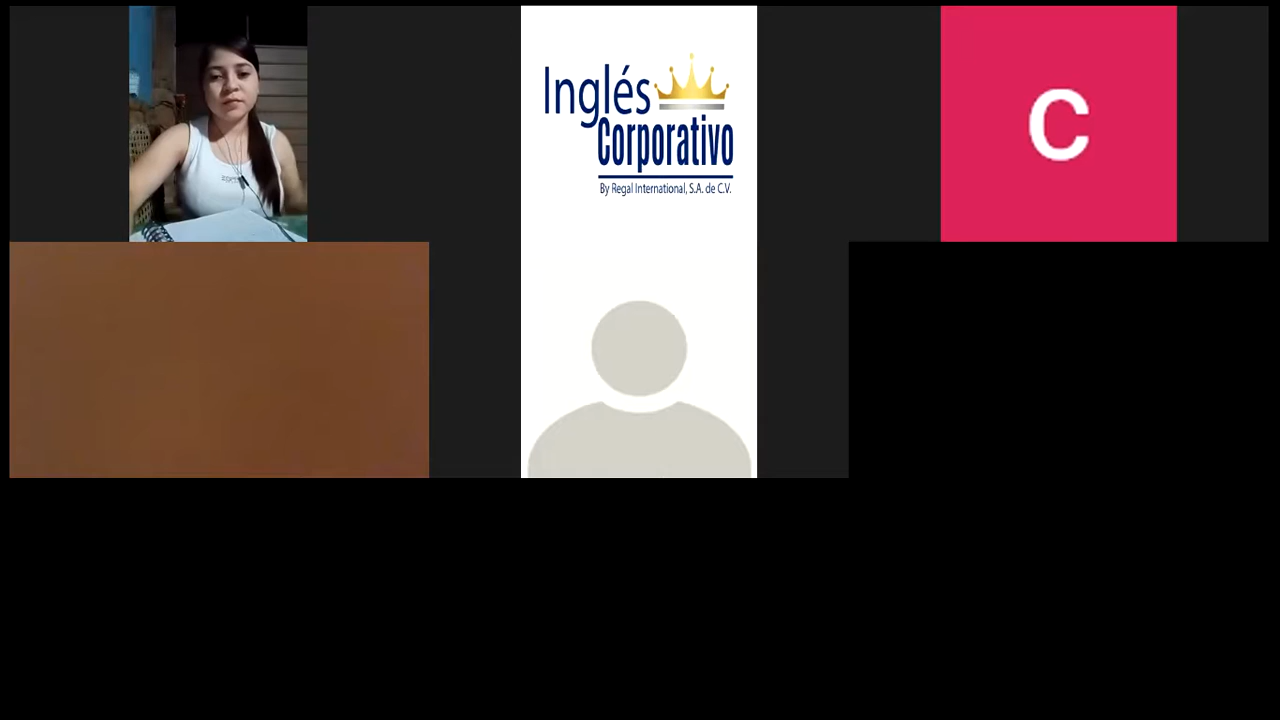 Inglés
Corporativo
By Regal International, S.A. de C.V.
C